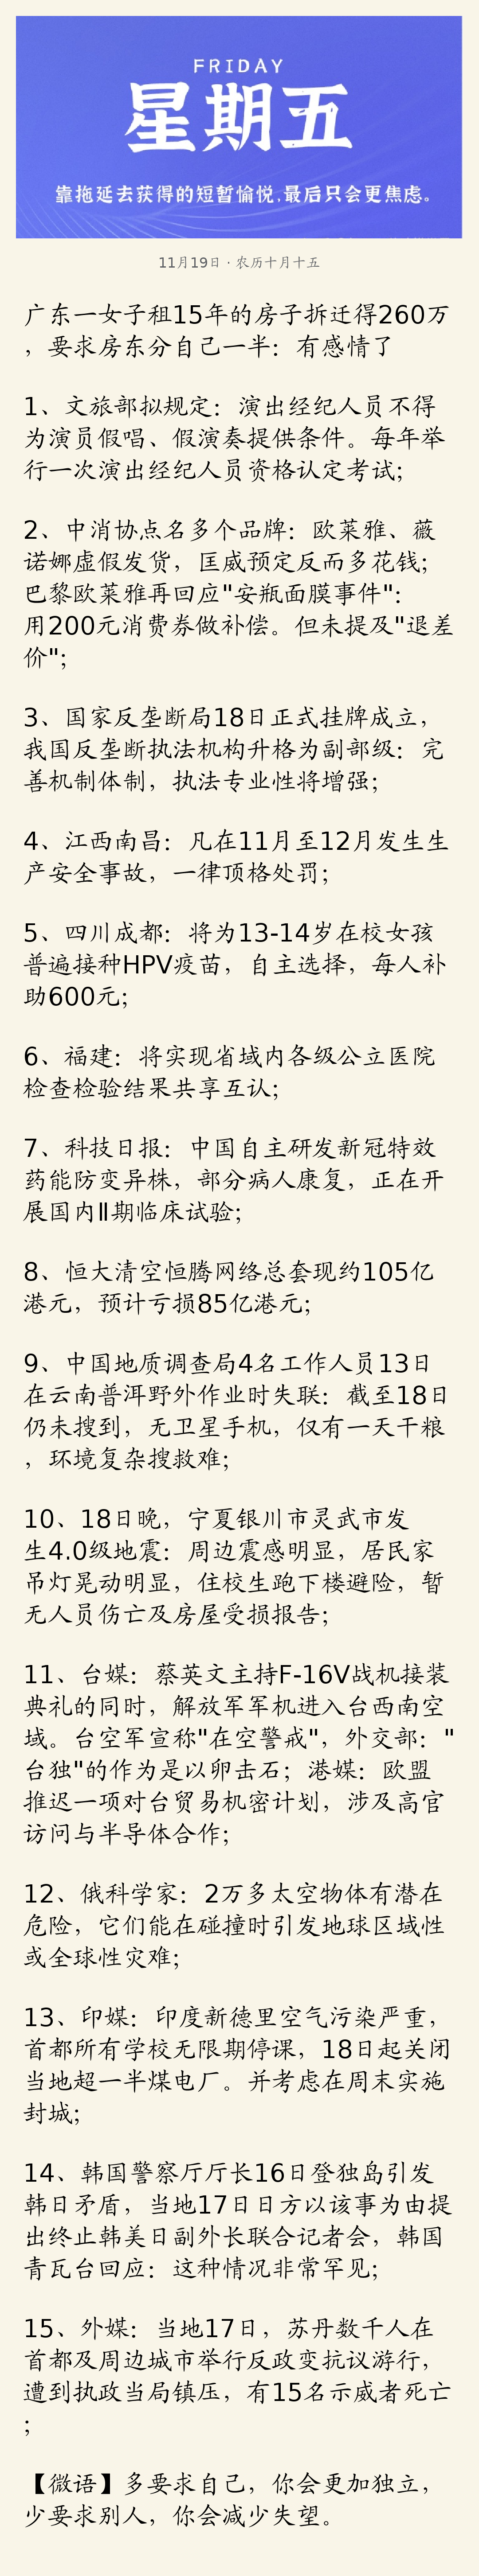 FRIDAY
星期五
靠拖延去获得的短暂愉悦,最后只会更焦虑。
11月19日 · 农历十月十五
广东一女子租15年的房子拆迁得260万
，要求房东分自己一半：有感情了
1、文旅部拟规定：演出经纪人员不得
为演员假唱、假演奏提供条件。每年举
行一次演出经纪人员资格认定考试；
2、中消协点名多个品牌：欧莱雅、薇
诺娜虚假发货，匡威预定反而多花钱；
巴黎欧莱雅再回应"安瓶面膜事件"：
用200元消费券做补偿。但未提及"退差
价"；
3、国家反垄断局18日正式挂牌成立，
我国反垄断执法机构升格为副部级：完
善机制体制，执法专业性将增强；
4、江西南昌：凡在11月至12月发生生
产安全事故，一律顶格处罚；
5、四川成都：将为13-14岁在校女孩
普遍接种HPV疫苗，自主选择，每人补
助600元；
6、福建：将实现省域内各级公立医院
检查检验结果共享互认；
7、科技日报：中国自主研发新冠特效
药能防变异株，部分病人康复，正在开
展国内Ⅱ期临床试验；
8、恒大清空恒腾网络总套现约105亿
港元，预计亏损85亿港元；
9、中国地质调查局4名工作人员13日
在云南普洱野外作业时失联：截至18日
仍未搜到，无卫星手机，仅有一天干粮
，环境复杂搜救难；
10、18日晚，宁夏银川市灵武市发
生4.0级地震：周边震感明显，居民家
吊灯晃动明显，住校生跑下楼避险，暂
无人员伤亡及房屋受损报告；
11、台媒：蔡英文主持F-16V战机接装
典礼的同时，解放军军机进入台西南空
域。台空军宣称"在空警戒"，外交部："
台独"的作为是以卵击石；港媒：欧盟
推迟一项对台贸易机密计划，涉及高官
访问与半导体合作；
12、俄科学家：2万多太空物体有潜在
危险，它们能在碰撞时引发地球区域性
或全球性灾难；
13、印媒：印度新德里空气污染严重，
首都所有学校无限期停课，18日起关闭
当地超一半煤电厂。并考虑在周末实施
封城；
14、韩国警察厅厅长16日登独岛引发
韩日矛盾，当地17日日方以该事为由提
出终止韩美日副外长联合记者会，韩国
青瓦台回应：这种情况非常罕见；
15、外媒：当地17日，苏丹数千人在
首都及周边城市举行反政变抗议游行，
遭到执政当局镇压，有15名示威者死亡
；
【微语】多要求自己，你会更加独立，
少要求别人，你会减少失望。